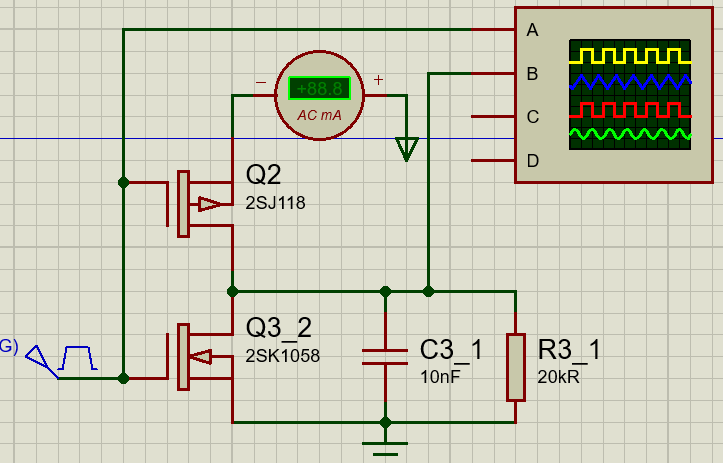 A
B
C
D
− +
+88.8
AC mA
Q2
2SJ118
Q3_2
2SK1058
G)
C3_1
10nF
R3_1
20kR